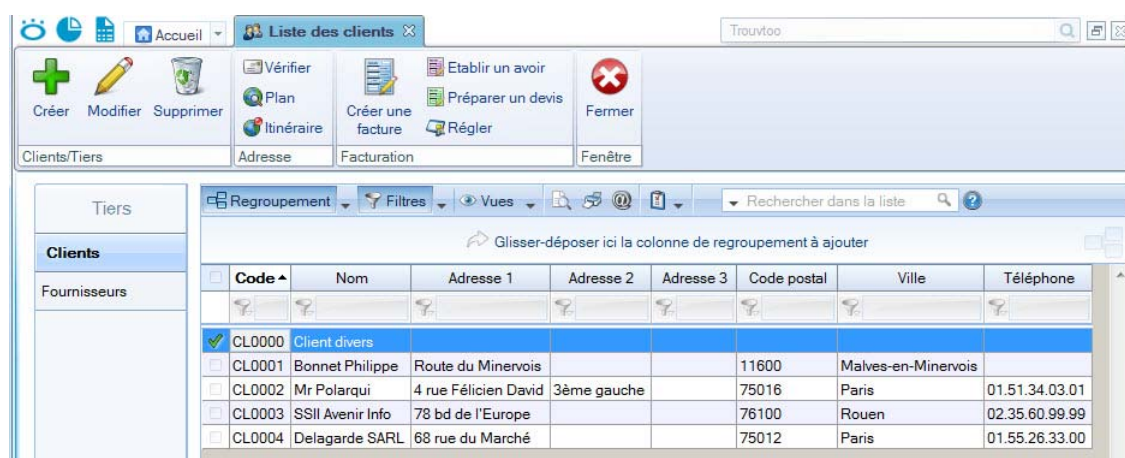 Accueil Liste des clients Trouvtoo
Créer Modifier Supprimer
Clients/Tiers
Vérifier
Plan
Itinéraire
Adresse
Créer une facture
Etablir un avoir
Préparer un devis
Régler
Facturation
Fermer
Fenêtre
Tiers
Clients
Fournisseurs
Regroupement Filtres Vues Rechercher dans la liste
Glisser-déposer ici la colonne de regroupement à ajouter
Code Nom Adresse 1 Adresse 2 Adresse 3 Code postal Ville Téléphone
CL0000 Client divers
CL0001 Bonnet Philippe Route du Minervois 11600 Malves-en-Minervois
CL0002 Mr Polarqui 4 rue Félicien David 3ème gauche 75016 Paris 01.51.34.03.01
CL0003 SSII Avenir Info 78 bd de l'Europe 76100 Rouen 02.35.60.99.99
CL0004 Delagarde SARL 68 rue du Marché 75012 Paris 01.55.26.33.00